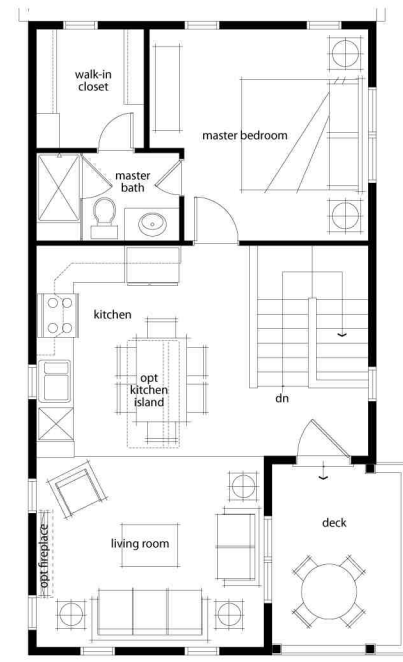 walk-in
closet
master bedroom
master
bath
kitchen
opt
kitchen
island
dn
deck
living room
opt fireplace